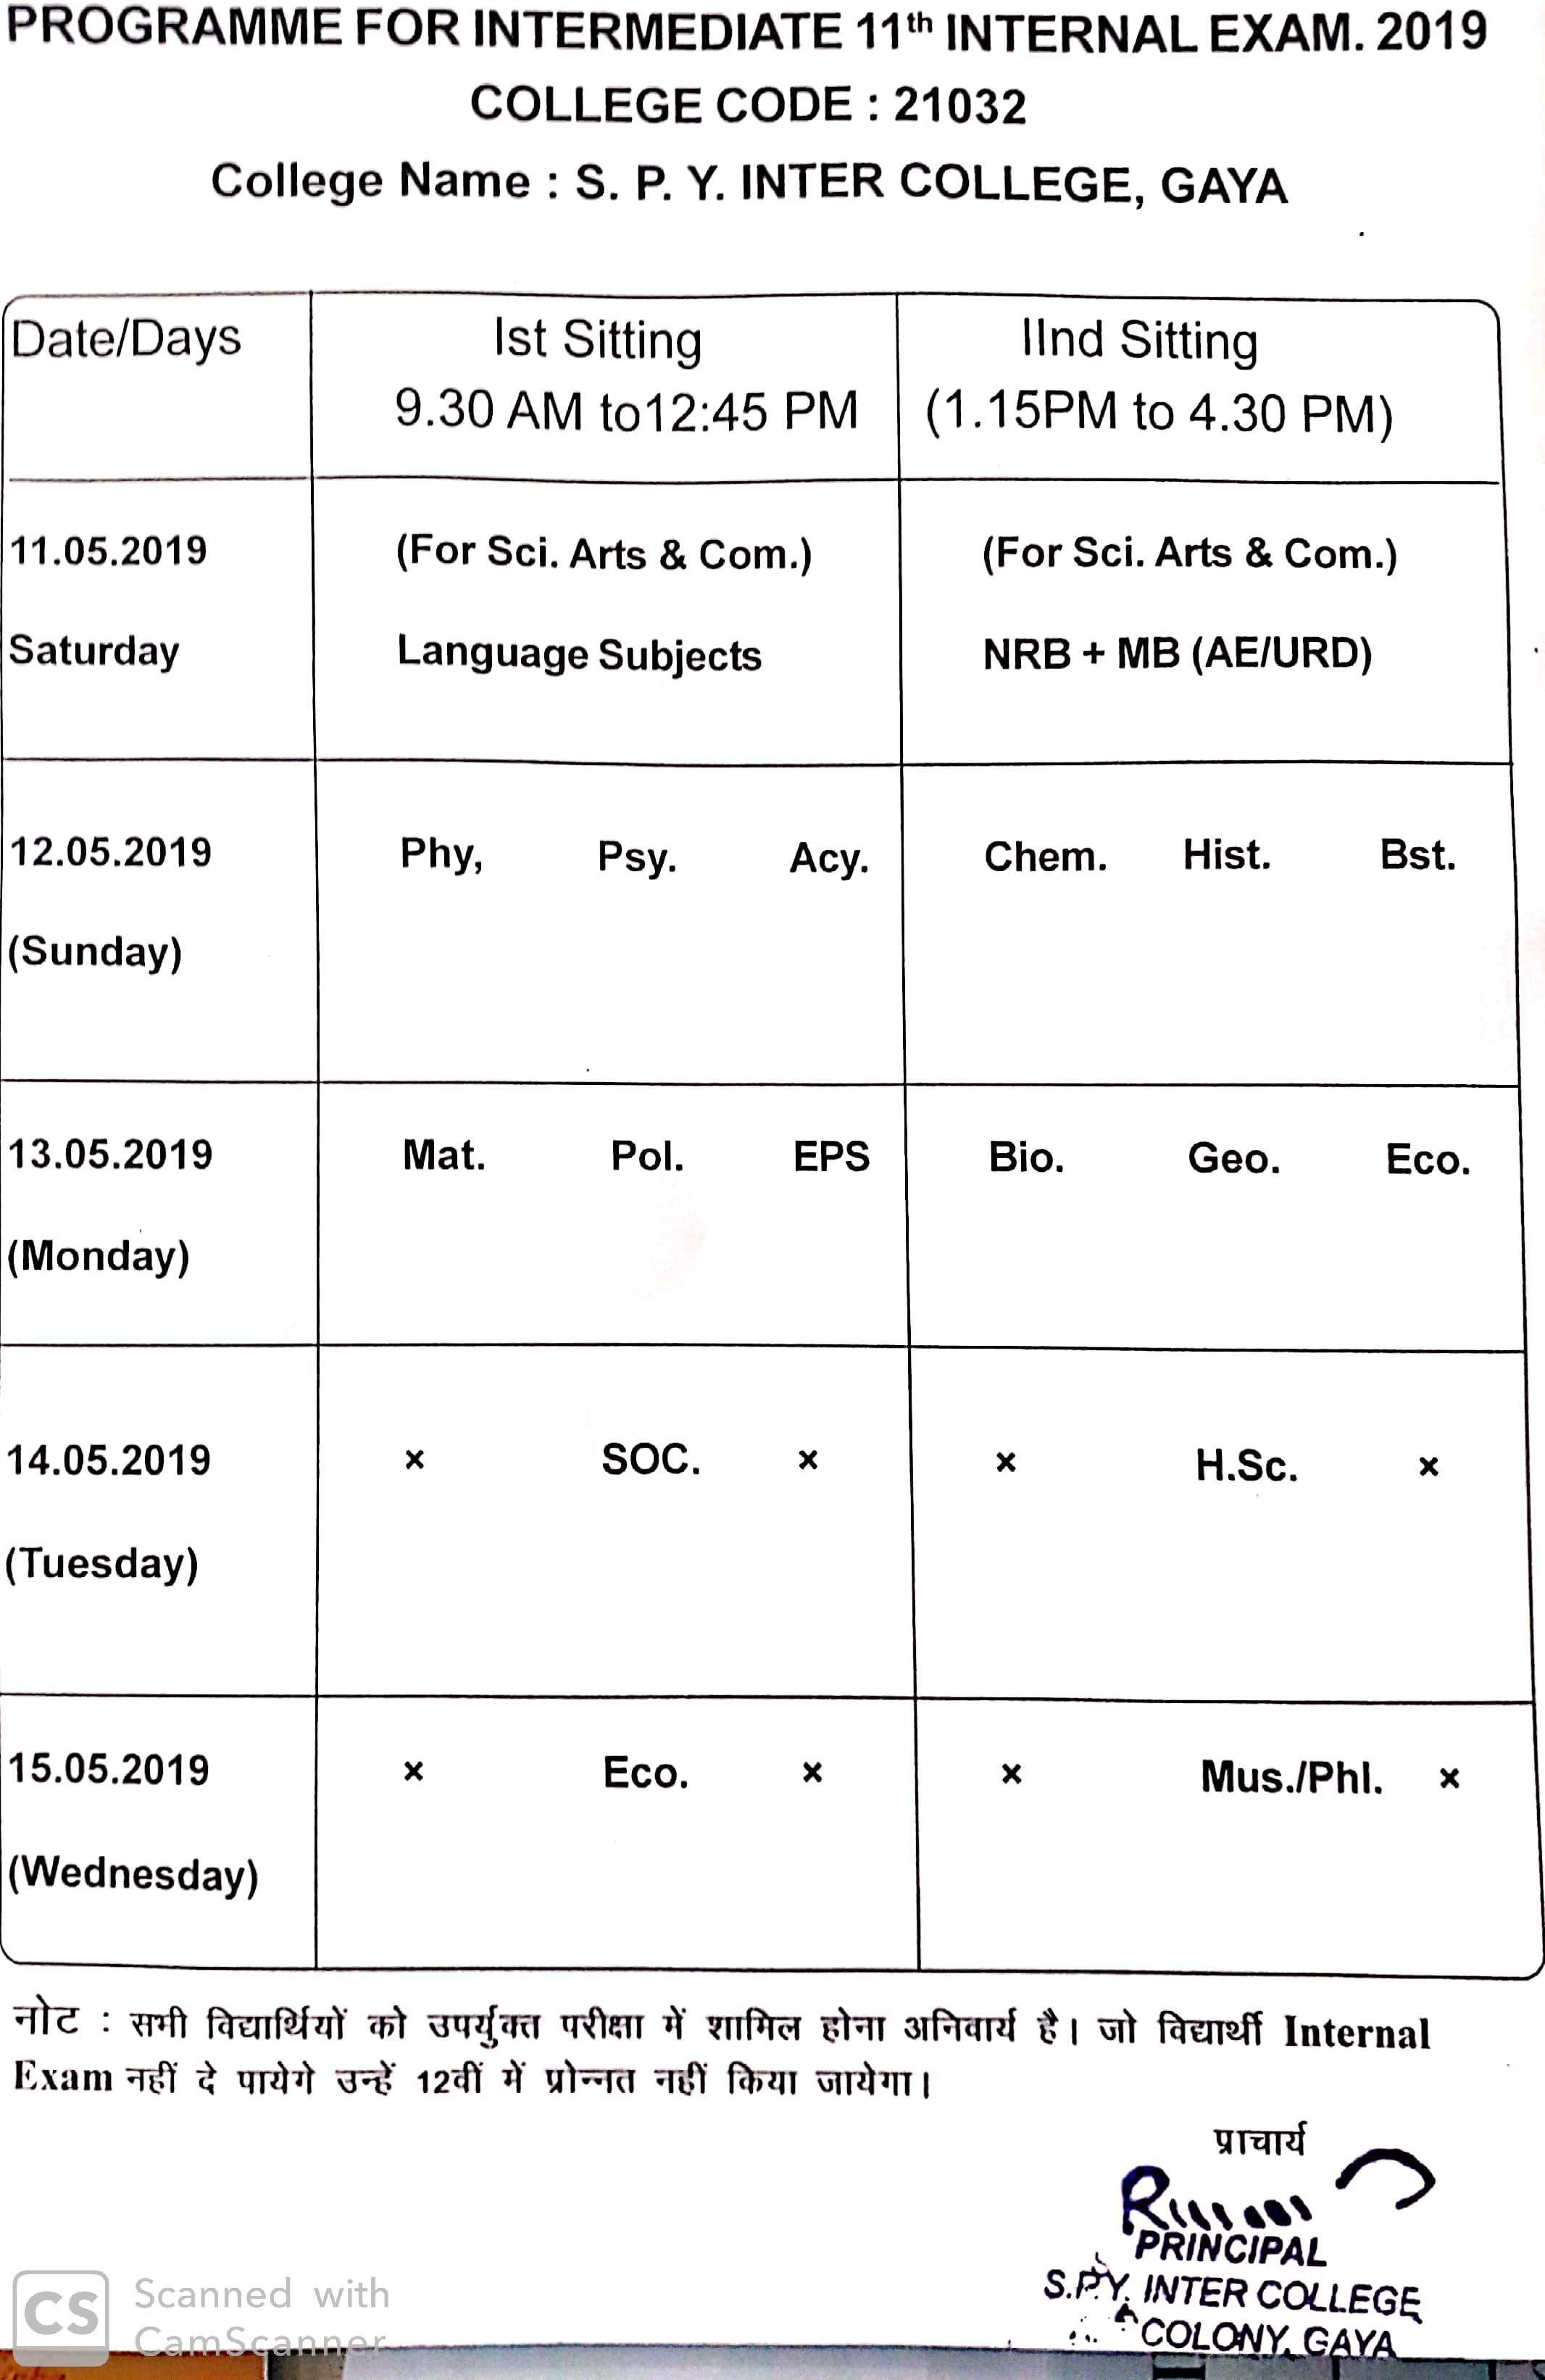 PROGRAMME FOR INTERMEDIATE 11th INTERNAL EXAM. 2019
COLLEGE CODE : 21032
College Name : S. P. Y. INTER COLLEGE, GAYA
Date/Days Ist Sitting IInd Sitting
9.30 AM to12:45 PM (1.15PM to 4.30 PM)
11.05.2019 (For Sci. Arts & Com.) (For Sci. Arts & Com.)
Saturday Language Subjects NRB + MB (AE/URD)
12.05.2019 Phy, Psy. Acy. Chem. Hist. Bst.
(Sunday)
13.05.2019 Mat. Pol. EPS Bio. Geo. Eco.
(Monday)
14.05.2019 × SOC. × × H.Sc. ×
(Tuesday)
15.05.2019 × Eco. × × Mus./Phl. ×
(Wednesday)
नोट : सभी विद्यार्थियों को उपर्युक्त परीक्षा में शामिल होना अनिवार्य है। जो विद्यार्थी Internal
Exam नहीं दे पायेगे उन्हें 12वीं में प्रोन्नत नहीं किया जायेगा।
प्राचार्य
PRINCIPAL
S.P.Y. INTER COLLEGE
COLONY, GAYA
CS Scanned with
CamScanner